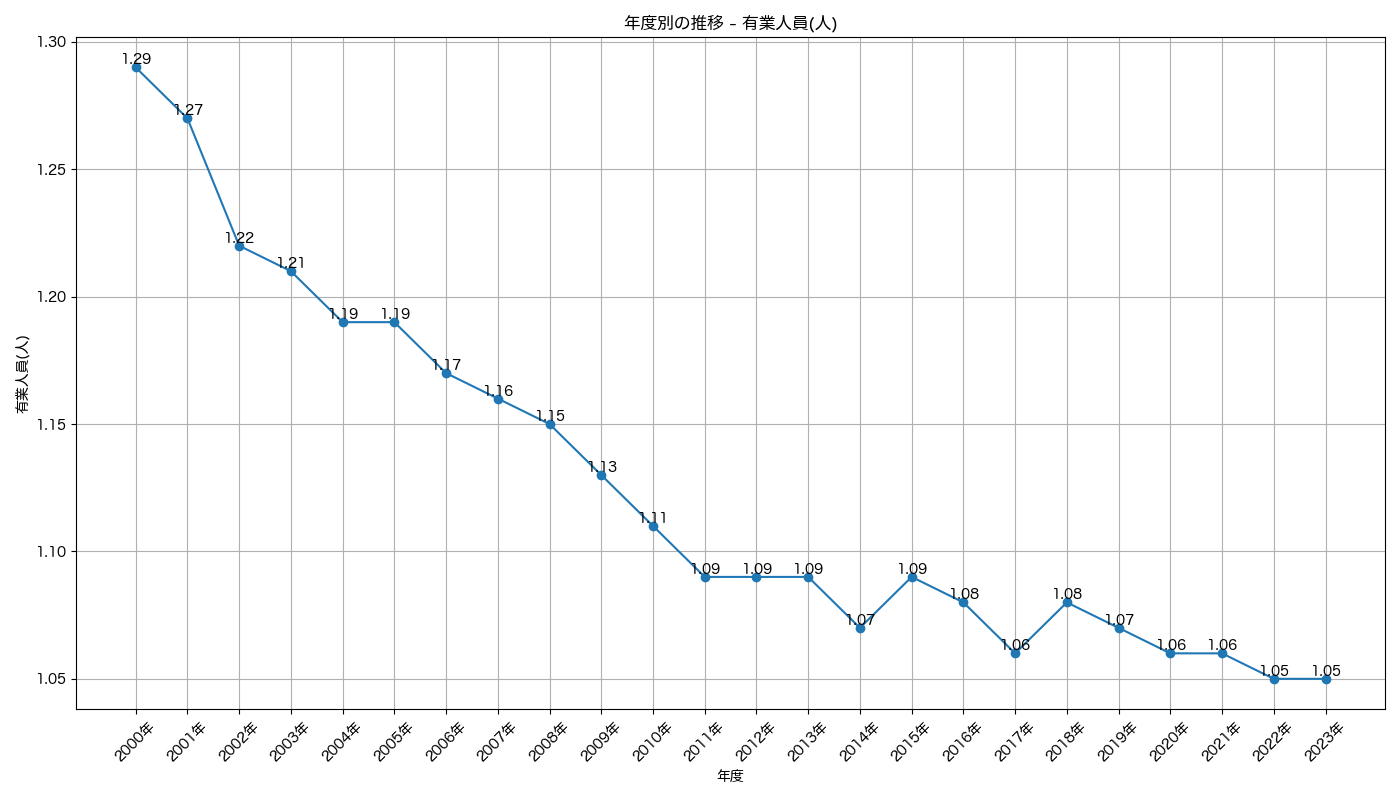 年度別の推移 – 有業人員(人)
1.30
1.25
1.20
1.15
1.10
1.05
有業人員(人)
1.29
1.27
1.22
1.21
1.19
1.19
1.17
1.16
1.15
1.13
1.11
1.09
1.09
1.09
1.07
1.09
1.08
1.06
1.08
1.07
1.06
1.06
1.05
1.05
2000年
2001年
2002年
2003年
2004年
2005年
2006年
2007年
2008年
2009年
2010年
2011年
2012年
2013年
2014年
2015年
2016年
2017年
2018年
2019年
2020年
2021年
2022年
2023年
年度